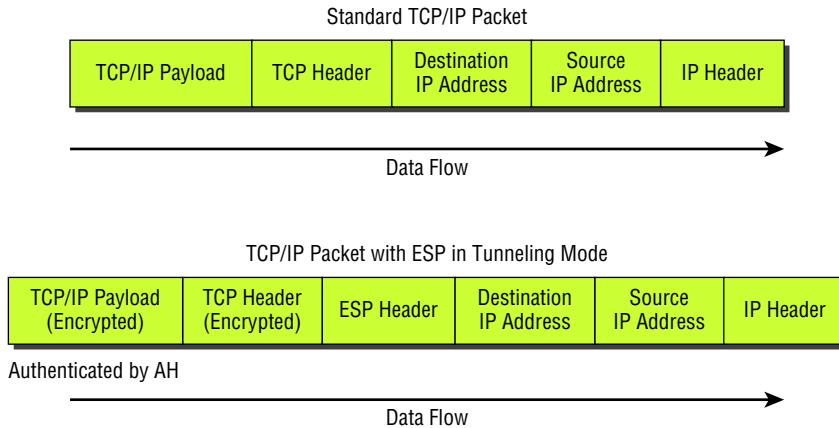 Standard TCP/IP Packet
TCP/IP Payload
TCP Header
Destination
IP Address
Source
IP Address
IP Header
Data Flow
TCP/IP Packet with ESP in Tunneling Mode
TCP/IP Payload
(Encrypted)
TCP Header
(Encrypted)
ESP Header
Destination
IP Address
Source
IP Address
IP Header
Authenticated by AH
Data Flow